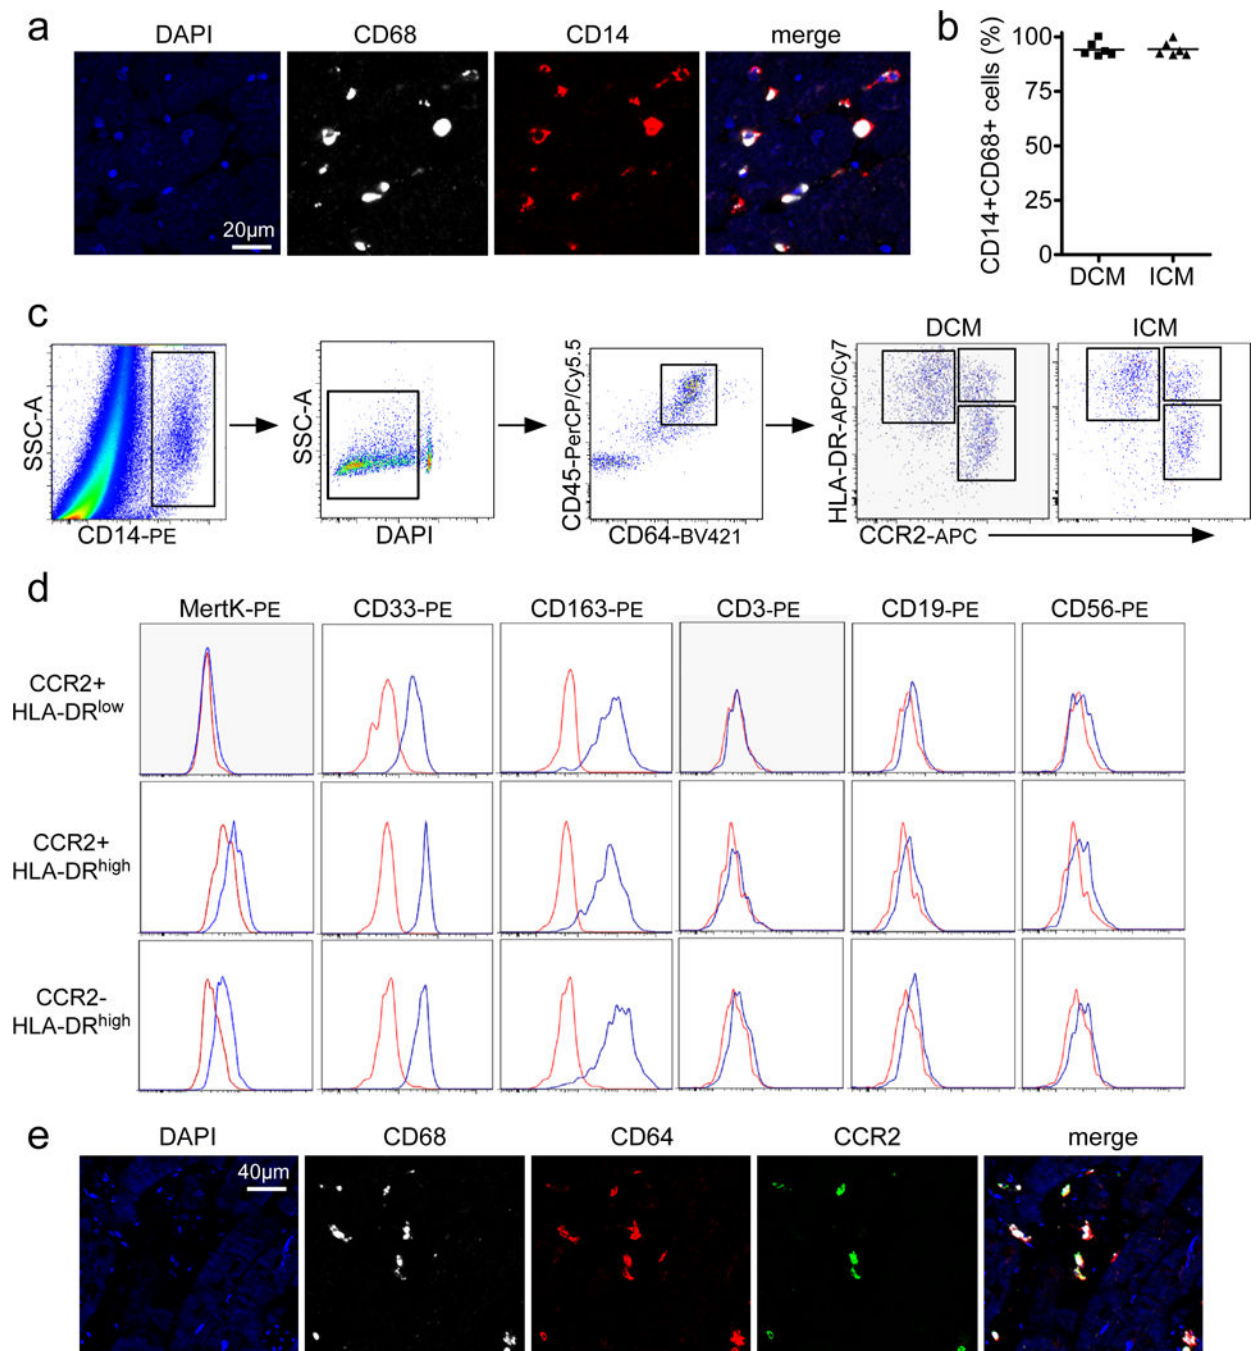 a
DAPI CD68 CD14 merge
20µm
b
CD14+CD68+ cells (%)
100
75
50
25
0
DCM ICM
c
SSC-A
CD14-PE
SSC-A
DAPI
CD45-PerCP/Cy5.5
CD64-BV421
DCM ICM
HLA-DR-APC/Cy7
CCR2-APC
d
MertK-PE CD33-PE CD163-PE CD3-PE CD19-PE CD56-PE
CCR2+
HLA-DRlow
CCR2+
HLA-DRhigh
CCR2-
HLA-DRhigh
e
DAPI CD68 CD64 CCR2 merge
40µm